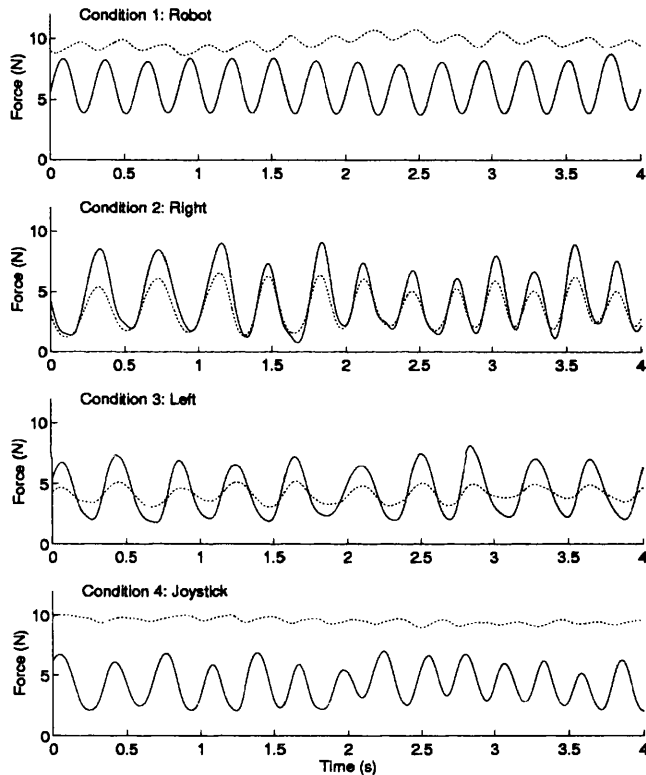 Condition 1: Robot
Force (N)
10
5
0
0 0.5 1 1.5 2 2.5 3 3.5 4
Condition 2: Right
Force (N)
10
5
0
0 0.5 1 1.5 2 2.5 3 3.5 4
Condition 3: Left
Force (N)
10
5
0
0 0.5 1 1.5 2 2.5 3 3.5 4
Condition 4: Joystick
Force (N)
10
5
0
0 0.5 1 1.5 2 2.5 3 3.5 4
Time (s)